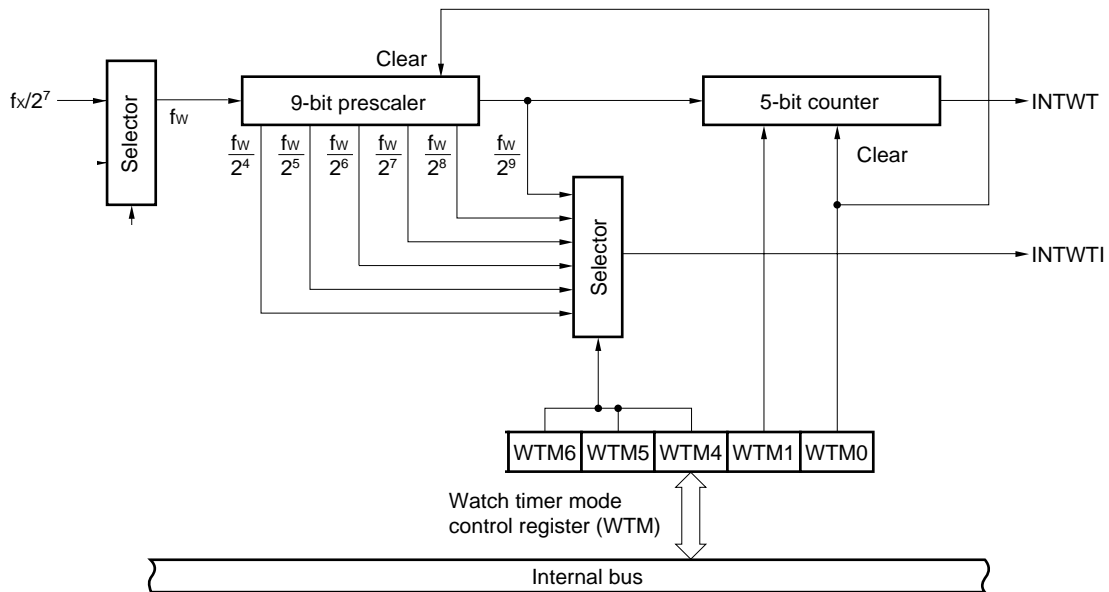 Clear
fX/2⁷
Selector
fW
9-bit prescaler
5-bit counter
INTWT
fW/2⁴
fW/2⁵
fW/2⁶
fW/2⁷
fW/2⁸
fW/2⁹
Clear
Selector
INTWTI
WTM6 WTM5 WTM4 WTM1 WTM0
Watch timer mode
control register (WTM)
Internal bus